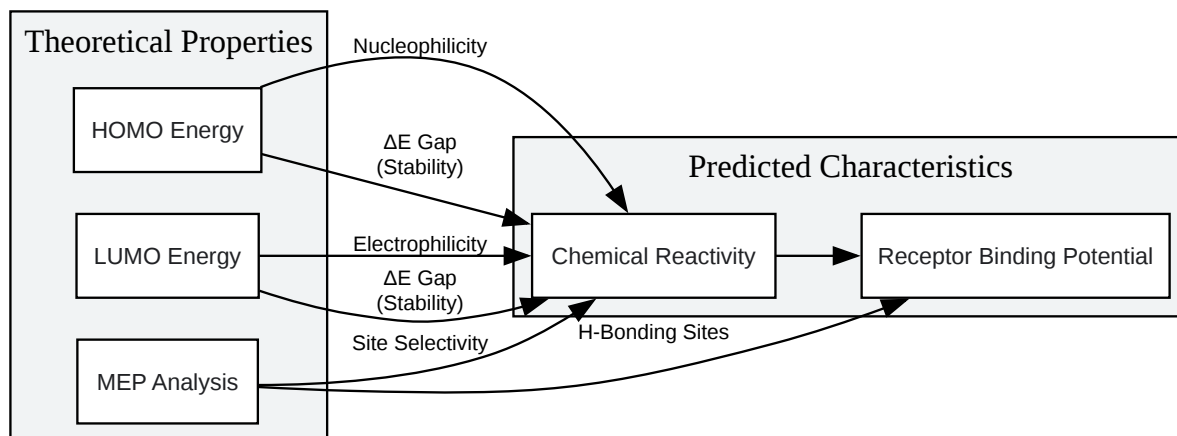 Theoretical Properties
Nucleophilicity
HOMO Energy
ΔE Gap
(Stability)
Predicted Characteristics
LUMO Energy
Electrophilicity
Chemical Reactivity
Receptor Binding Potential
ΔE Gap
(Stability)
Site Selectivity
H-Bonding Sites
MEP Analysis